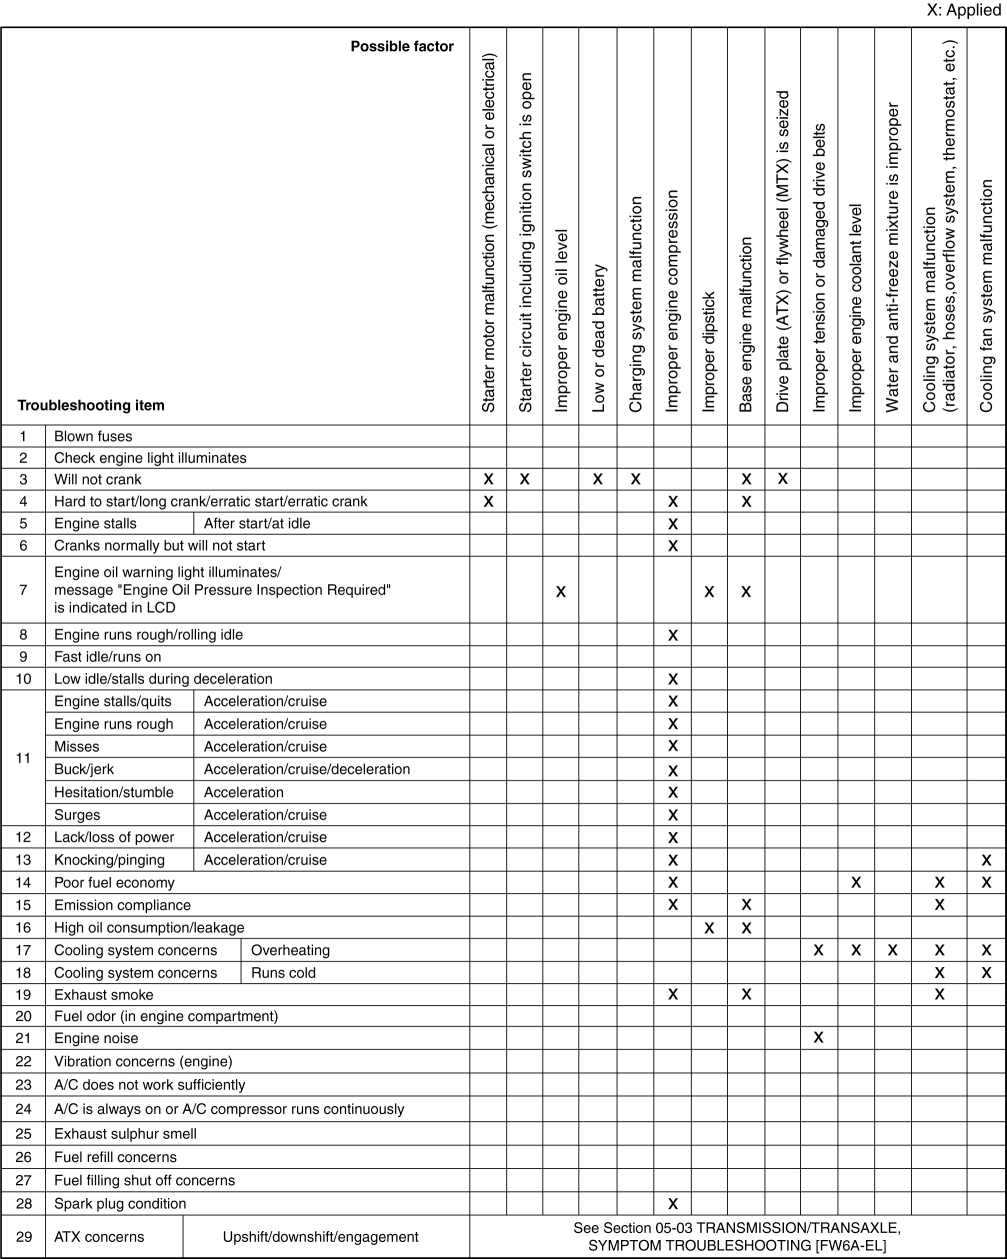 X: Applied
Possible factor
Troubleshooting item
Starter motor malfunction (mechanical or electrical)
Starter circuit including ignition switch is open
Improper engine oil level
Low or dead battery
Charging system malfunction
Improper engine compression
Improper dipstick
Base engine malfunction
Drive plate (ATX) or flywheel (MTX) is seized
Improper tension or damaged drive belts
Improper engine coolant level
Water and anti-freeze mixture is improper
Cooling system malfunction
(radiator, hoses,overflow system, thermostat, etc.)
Cooling fan system malfunction
1 Blown fuses
2 Check engine light illuminates
3 Will not crank X X X X X X
4 Hard to start/long crank/erratic start/erratic crank X X X
5 Engine stalls After start/at idle X
6 Cranks normally but will not start X
7 Engine oil warning light illuminates/
message "Engine Oil Pressure Inspection Required" X X X
is indicated in LCD
8 Engine runs rough/rolling idle X
9 Fast idle/runs on
10 Low idle/stalls during deceleration X
11 Engine stalls/quits Acceleration/cruise X
Engine runs rough Acceleration/cruise X
Misses Acceleration/cruise X
Buck/jerk Acceleration/cruise/deceleration X
Hesitation/stumble Acceleration X
Surges Acceleration/cruise X
12 Lack/loss of power Acceleration/cruise X
13 Knocking/pinging Acceleration/cruise X X
14 Poor fuel economy X X X X
15 Emission compliance X X X
16 High oil consumption/leakage X X
17 Cooling system concerns Overheating X X X X X
18 Cooling system concerns Runs cold X X
19 Exhaust smoke X X X
20 Fuel odor (in engine compartment)
21 Engine noise X
22 Vibration concerns (engine)
23 A/C does not work sufficiently
24 A/C is always on or A/C compressor runs continuously
25 Exhaust sulphur smell
26 Fuel refill concerns
27 Fuel filling shut off concerns
28 Spark plug condition X
29 ATX concerns Upshift/downshift/engagement See Section 05-03 TRANSMISSION/TRANSAXLE,
SYMPTOM TROUBLESHOOTING [FW6A-EL]